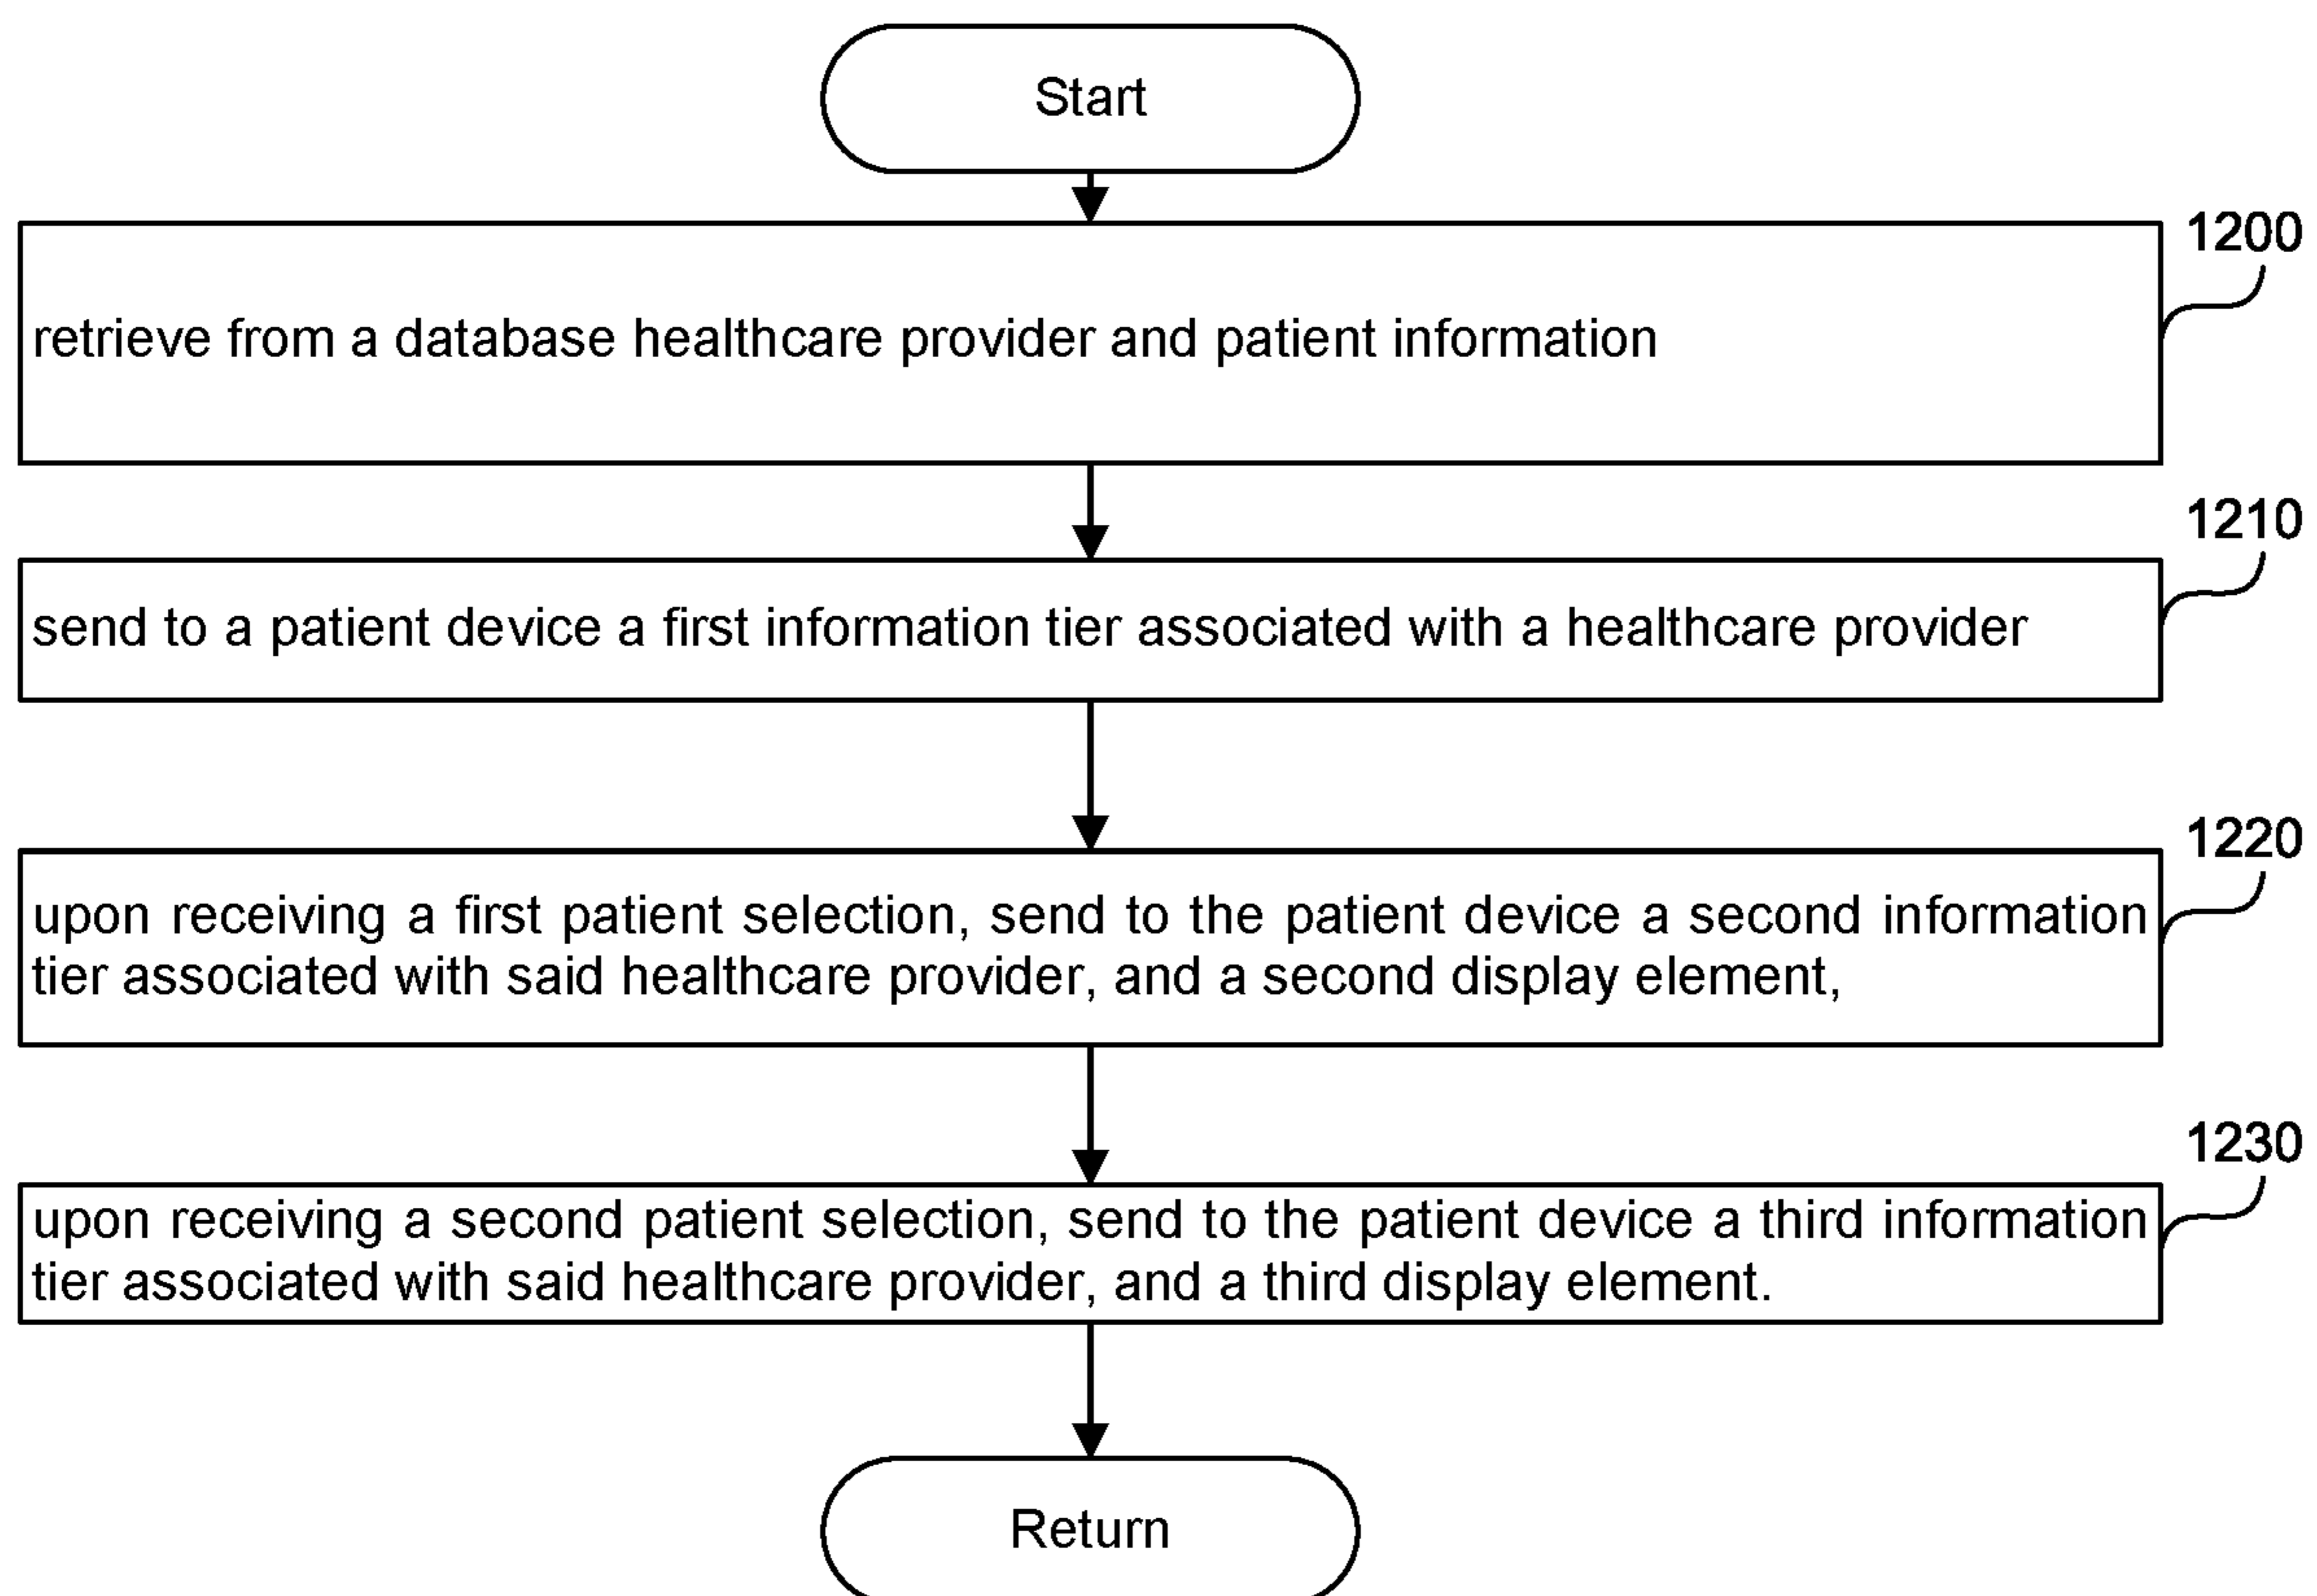 Start
1200
retrieve from a database healthcare provider and patient information
1210
send to a patient device a first information tier associated with a healthcare provider
1220
upon receiving a first patient selection, send to the patient device a second information
tier associated with said healthcare provider, and a second display element,
1230
upon receiving a second patient selection, send to the patient device a third information
tier associated with said healthcare provider, and a third display element.
Return